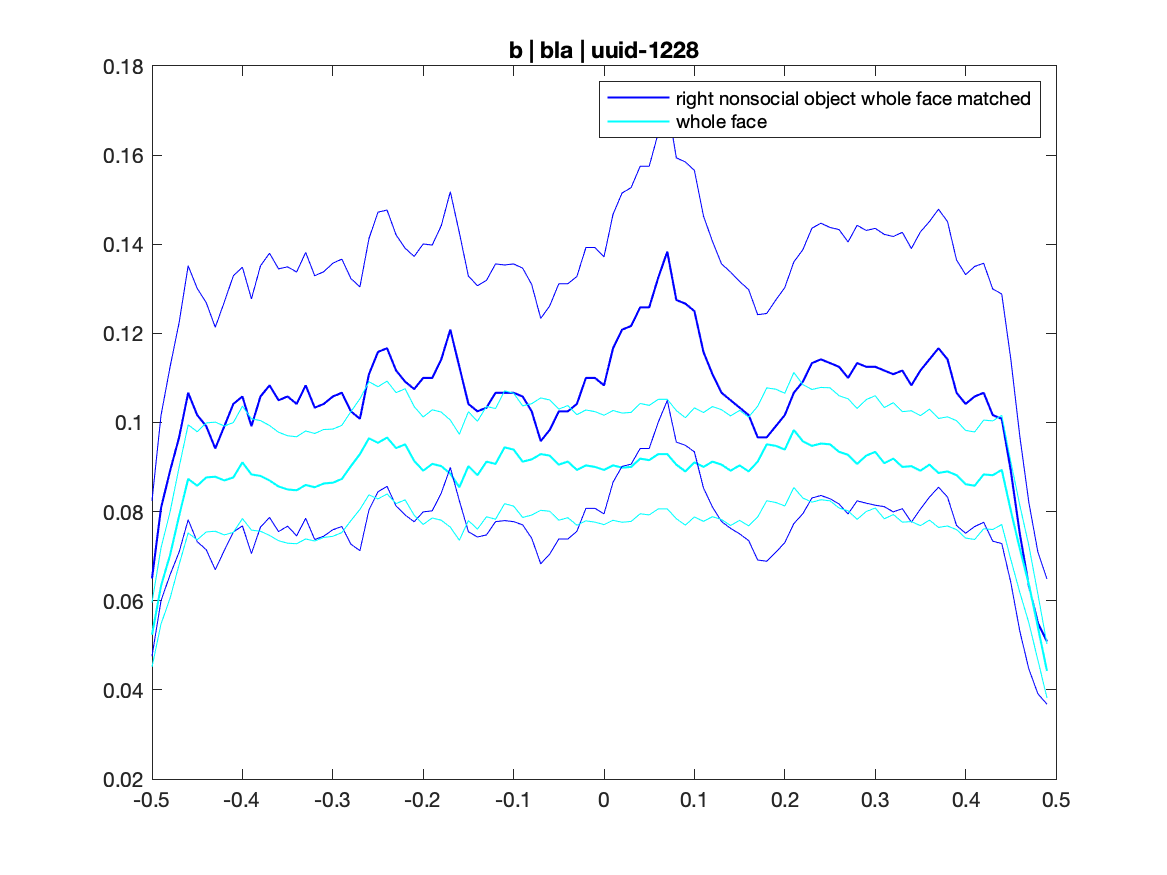 b | bla | uuid-1228
right nonsocial object whole face matched
whole face
0.18
0.16
0.14
0.12
0.1
0.08
0.06
0.04
0.02
-0.5 -0.4 -0.3 -0.2 -0.1 0 0.1 0.2 0.3 0.4 0.5